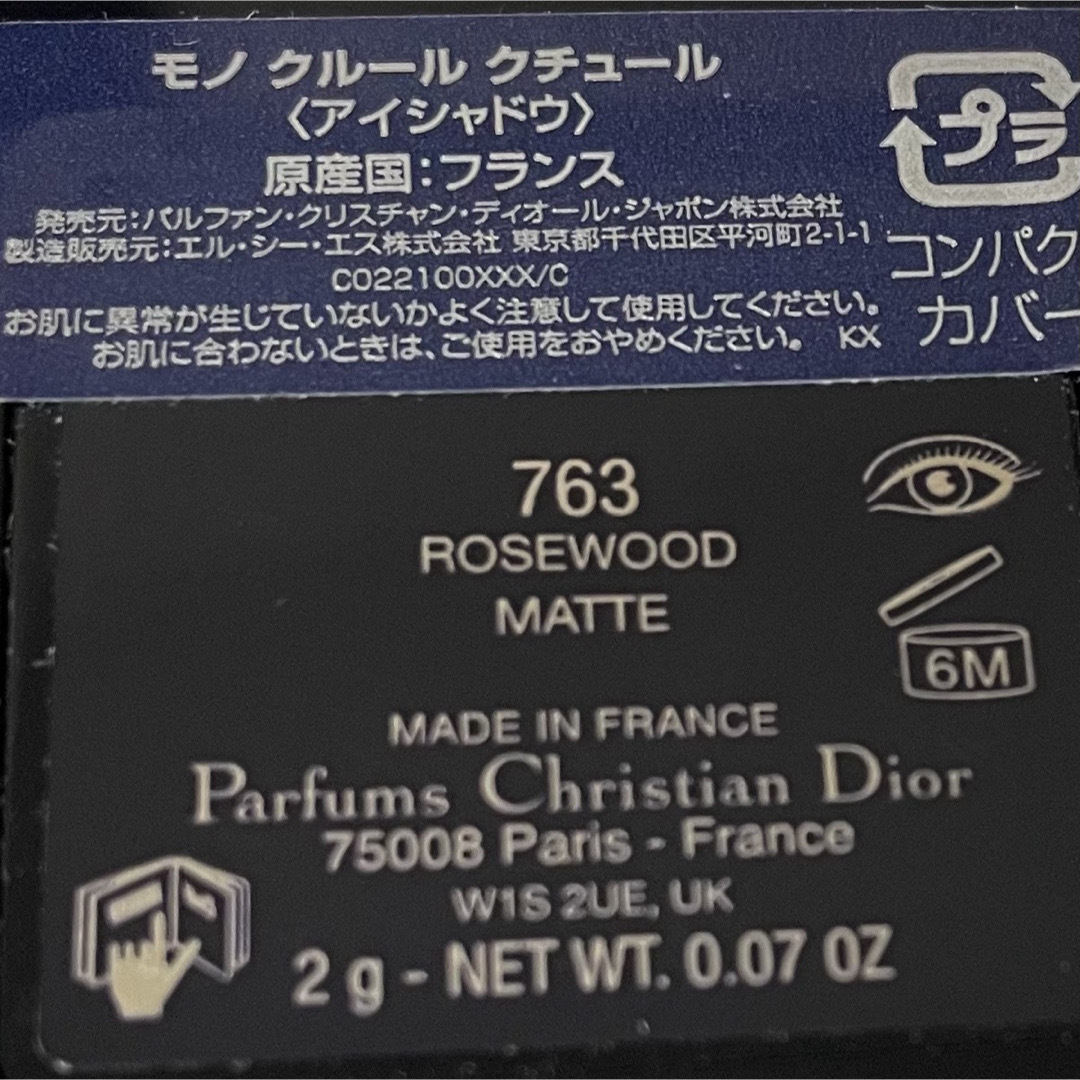 モノ クルール クチュール
〈アイシャドウ〉
原産国:フランス
発売元:パルファン・クリスチャン・ディオール・ジャポン株式会社
製造販売元:エル・シー・エス株式会社 東京都千代田区平河町2-1-1
C022100XXX/C
お肌に異常が生じていないかよく注意して使用してください。
お肌に合わないときは、ご使用をおやめください。 KX
プラ
コンパク
カバー
763
ROSEWOOD
MATTE
6M
MADE IN FRANCE
Parfums Christian Dior
75008 Paris - France
W1S 2UE, UK
2 g - NET WT. 0.07 OZ